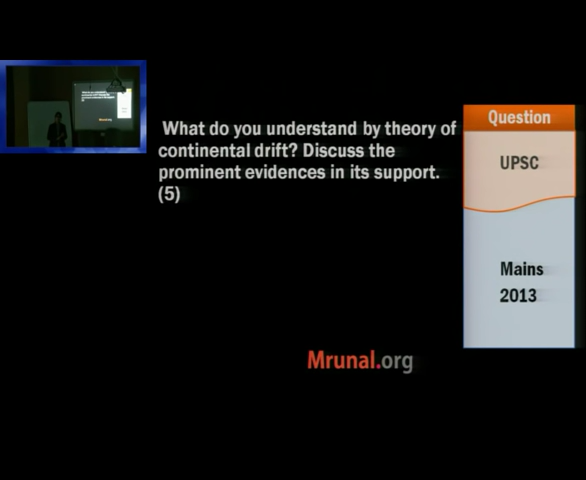 What do you understand by theory of
continental drift? Discuss the
prominent evidences in its support.
(5)
Question
UPSC
Mains
2013
Mrunal.org